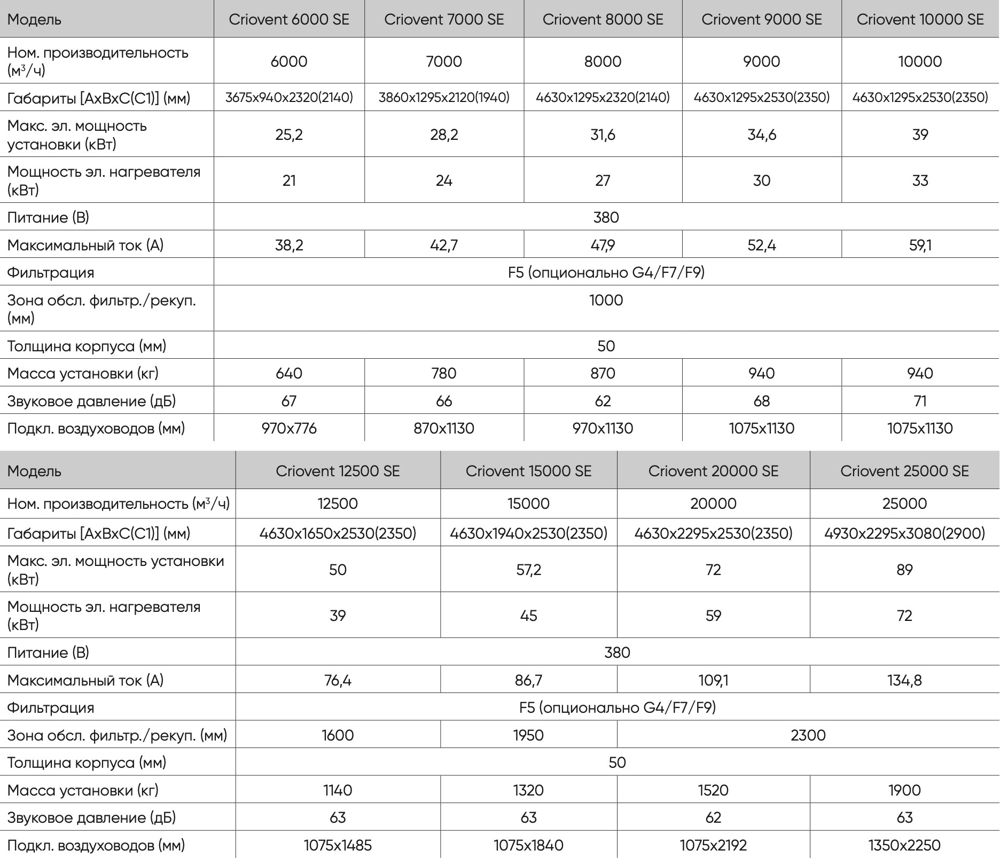 Модель Criovent 6000 SE Criovent 7000 SE Criovent 8000 SE Criovent 9000 SE Criovent 10000 SE
Ном. производительность
(м³/ч) 6000 7000 8000 9000 10000
Габариты [АхВхС(С1)] (мм) 3675x940x2320(2140) 3860x1295x2120(1940) 4630x1295x2320(2140) 4630x1295x2530(2350) 4630x1295x2530(2350)
Макс. эл. мощность
установки (кВт) 25,2 28,2 31,6 34,6 39
Мощность эл. нагревателя
(кВт) 21 24 27 30 33
Питание (В) 380
Максимальный ток (А) 38,2 42,7 47,9 52,4 59,1
Фильтрация F5 (опционально G4/F7/F9)
Зона обсл. фильтр./рекуп. 1000
(мм)
Толщина корпуса (мм) 50
Масса установки (кг) 640 780 870 940 940
Звуковое давление (дБ) 67 66 62 68 71
Подкл. воздуховодов (мм) 970x776 870x1130 970x1130 1075x1130 1075x1130
Модель Criovent 12500 SE Criovent 15000 SE Criovent 20000 SE Criovent 25000 SE
Ном. производительность (м³/ч) 12500 15000 20000 25000
Габариты [АхВхС(С1)] (мм) 4630x1650x2530(2350) 4630x1940x2530(2350) 4630x2295x2530(2350) 4930x2295x3080(2900)
Макс. эл. мощность установки
(кВт) 50 57,2 72 89
Мощность эл. нагревателя
(кВт) 39 45 59 72
Питание (В) 380
Максимальный ток (А) 76,4 86,7 109,1 134,8
Фильтрация F5 (опционально G4/F7/F9)
Зона обсл. фильтр./рекуп. (мм) 1600 1950 2300
Толщина корпуса (мм) 50
Масса установки (кг) 1140 1320 1520 1900
Звуковое давление (дБ) 63 63 62 63
Подкл. воздуховодов (мм) 1075x1485 1075x1840 1075x2192 1350x2250